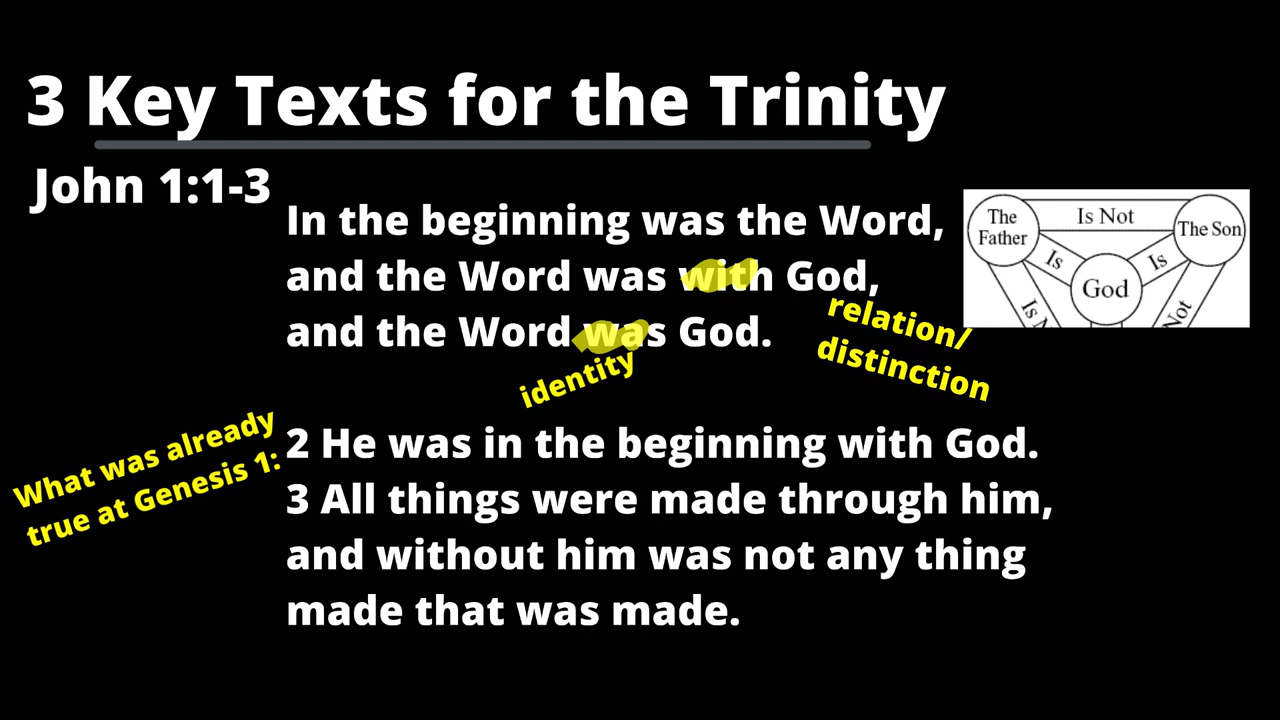 3 Key Texts for the Trinity
John 1:1-3
In the beginning was the Word,
and the Word was with God,
and the Word was God.
relation/
distinction
identity
What was already
true at Genesis 1:
2 He was in the beginning with God.
3 All things were made through him,
and without him was not any thing
made that was made.
The
Father
Is Not
The Son
Is
Is
God
Is
Not